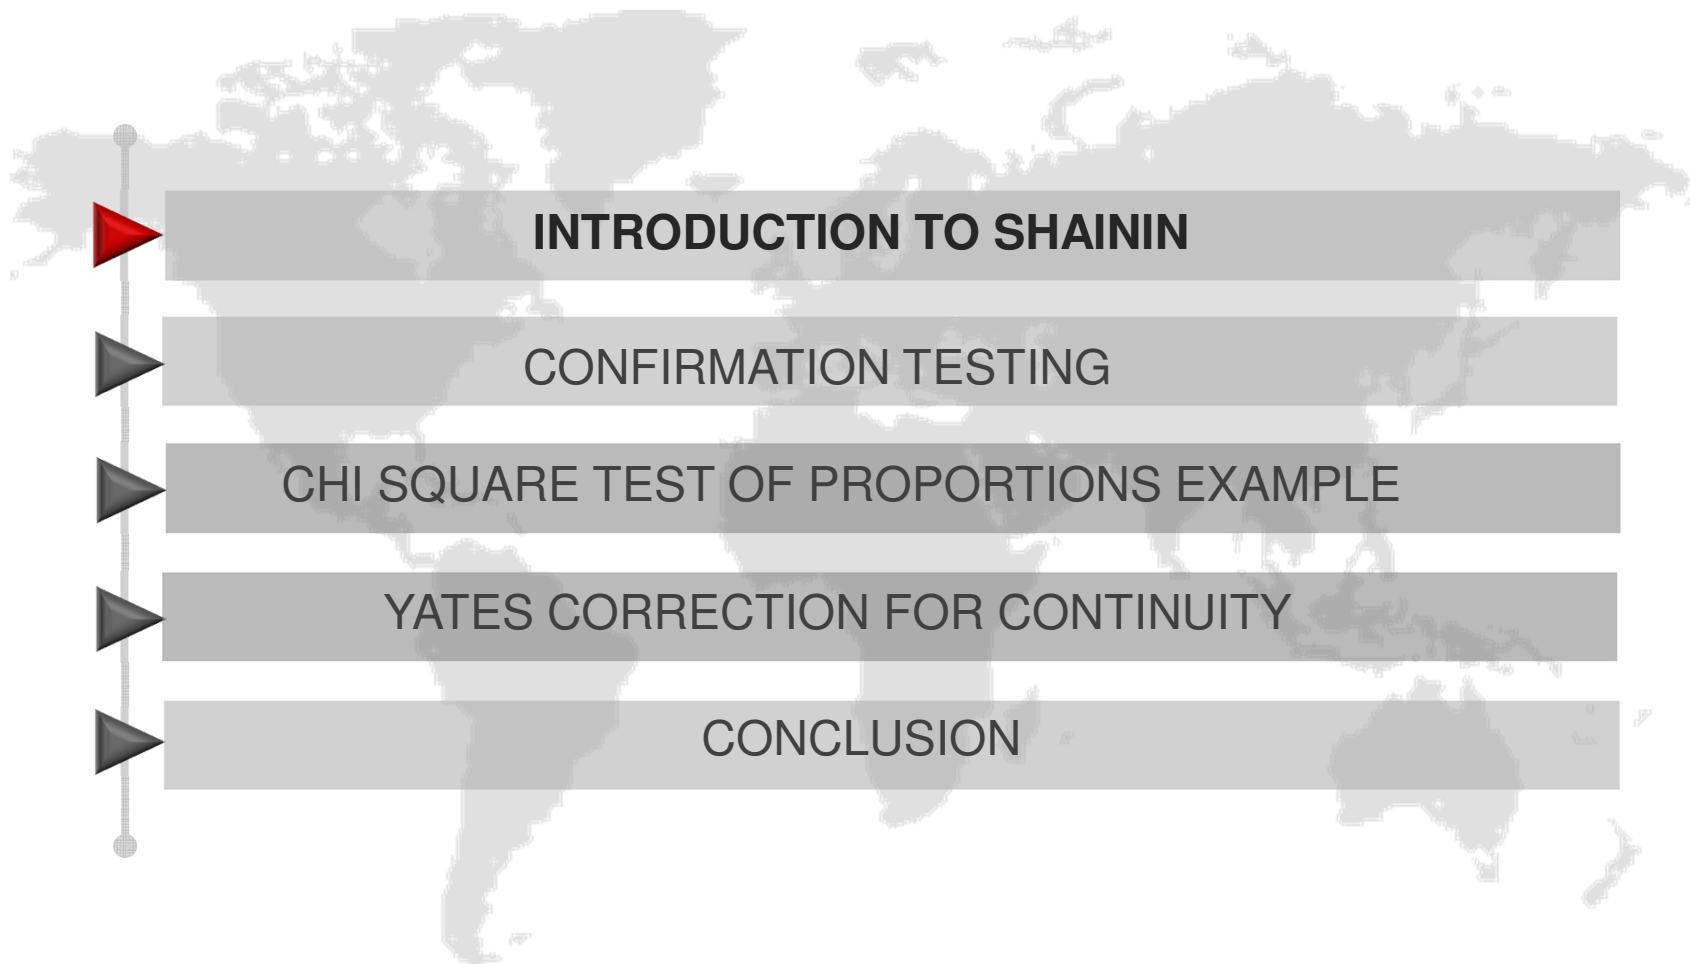 INTRODUCTION TO SHAININ
CONFIRMATION TESTING
CHI SQUARE TEST OF PROPORTIONS EXAMPLE
YATES CORRECTION FOR CONTINUITY
CONCLUSION